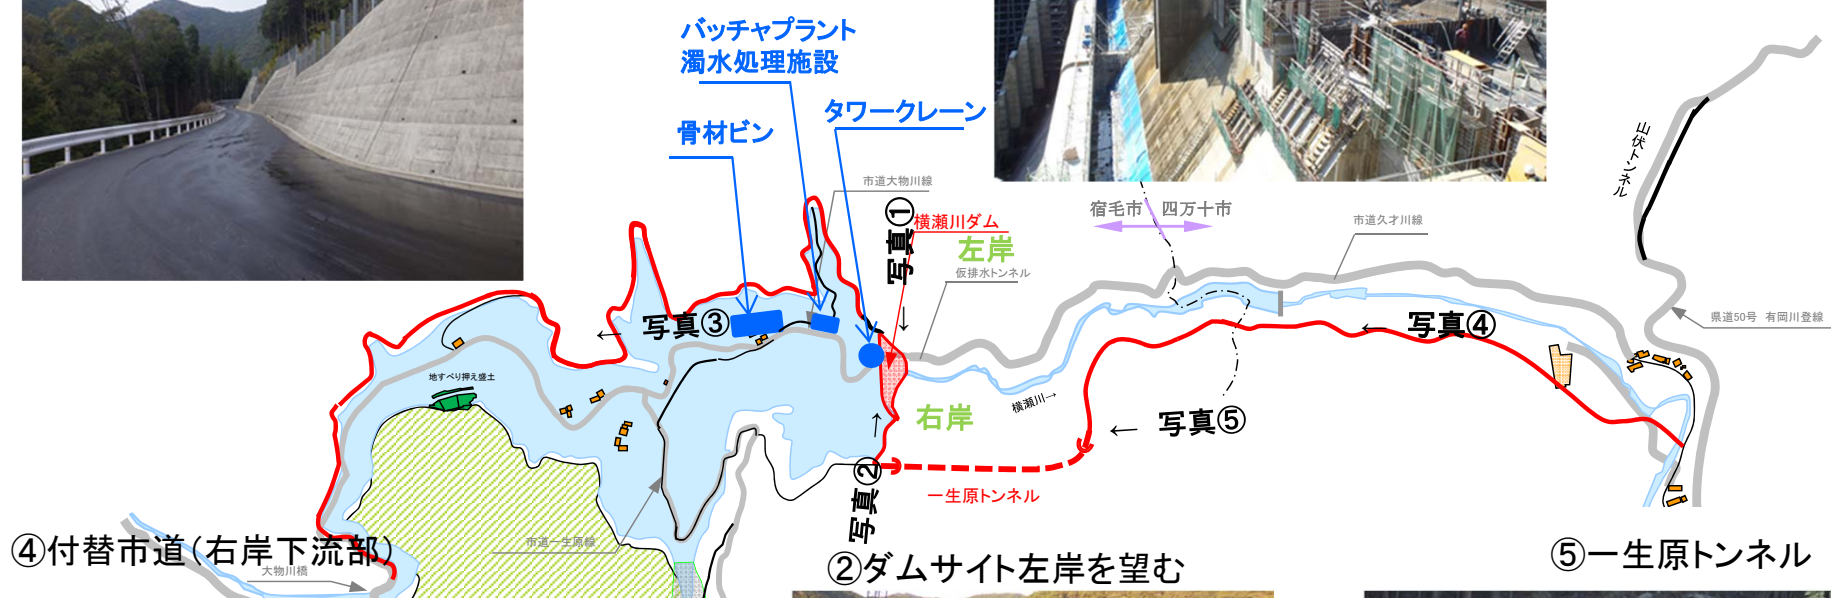 バッチャプラント
濁水処理施設
タワークレーン
骨材ビン
市道大物川線
写真①
横瀬川ダム
左岸
仮排水トンネル
宿毛市
四万十市
市道久才川線
山伏トンネル
県道50号 有岡川登線
← 写真③
← 写真④
地すべり押え盛土
横瀬川→
右岸
← 写真⑤
写真②
一生原トンネル
市道一生原線
大物川橋
④付替市道(右岸下流部)
②ダムサイト左岸を望む
⑤一生原トンネル